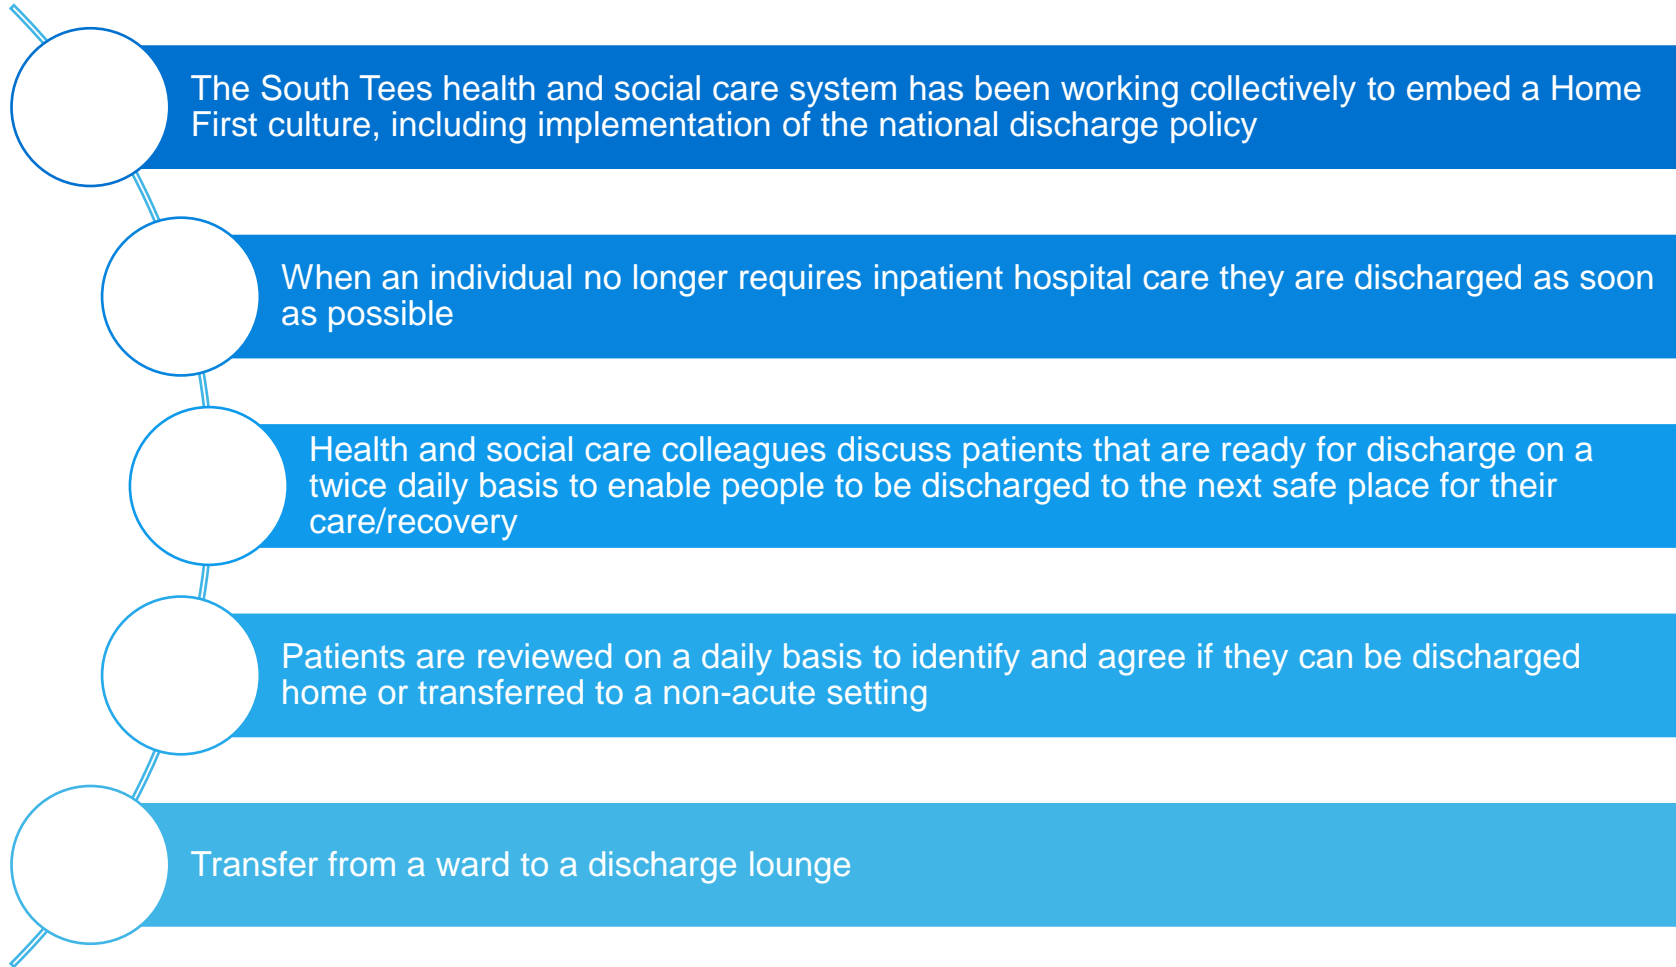 The South Tees health and social care system has been working collectively to embed a Home
First culture, including implementation of the national discharge policy
When an individual no longer requires inpatient hospital care they are discharged as soon
as possible
Health and social care colleagues discuss patients that are ready for discharge on a
twice daily basis to enable people to be discharged to the next safe place for their
care/recovery
Patients are reviewed on a daily basis to identify and agree if they can be discharged
home or transferred to a non-acute setting
Transfer from a ward to a discharge lounge